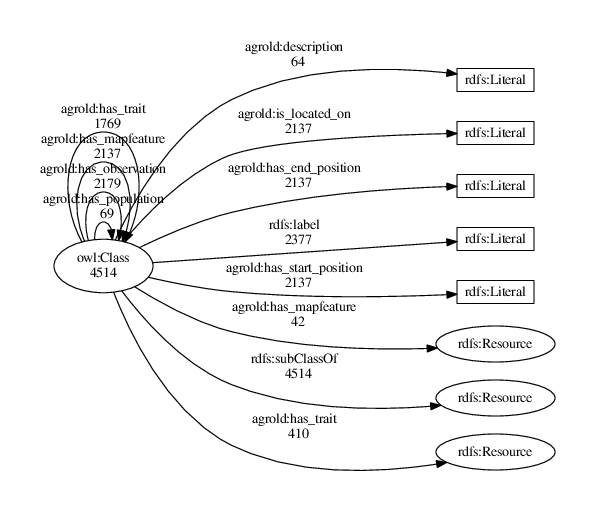 agrold:description
64
rdfs:Literal
agrold:has_trait
1769
agrold:is_located_on
2137
rdfs:Literal
agrold:has_mapfeature
2137
agrold:has_observation
2179
agrold:has_end_position
2137
rdfs:Literal
agrold:has_population
69
rdfs:label
2377
rdfs:Literal
owl:Class
4514
agrold:has_start_position
2137
rdfs:Literal
agrold:has_mapfeature
42
rdfs:Resource
rdfs:subClassOf
4514
rdfs:Resource
agrold:has_trait
410
rdfs:Resource